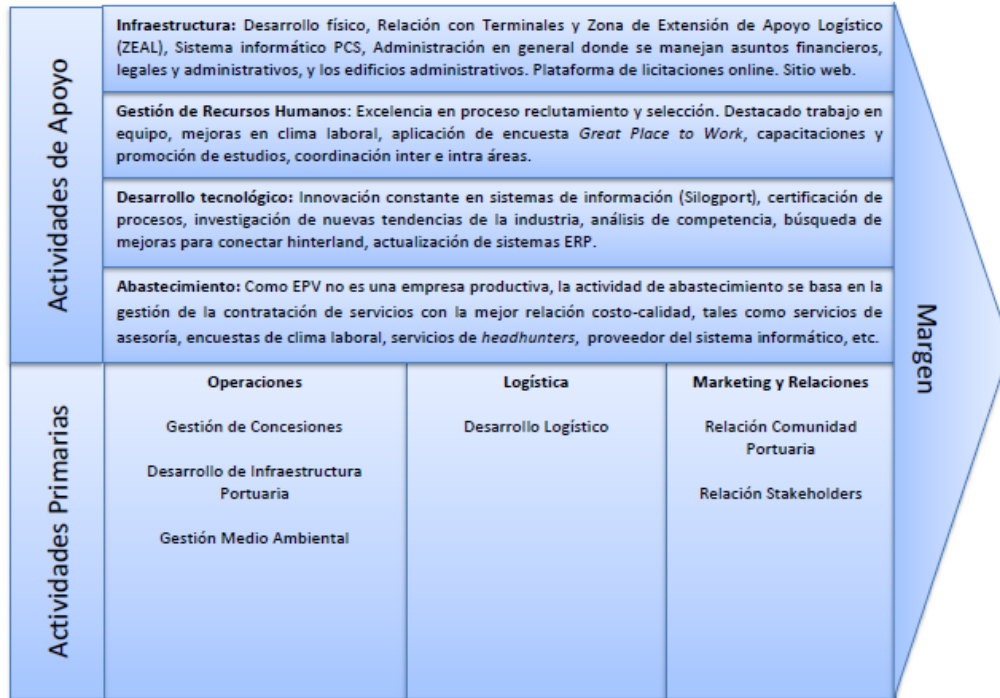 Actividades de Apoyo
Infraestructura: Desarrollo físico, Relación con Terminales y Zona de Extensión de Apoyo Logístico
(ZEAL), Sistema informático PCS, Administración en general donde se manejan asuntos financieros,
legales y administrativos, y los edificios administrativos. Plataforma de licitaciones online. Sitio web.
Gestión de Recursos Humanos: Excelencia en proceso reclutamiento y selección. Destacado trabajo en
equipo, mejoras en clima laboral, aplicación de encuesta Great Place to Work, capacitaciones y
promoción de estudios, coordinación inter e intra áreas.
Desarrollo tecnológico: Innovación constante en sistemas de información (Silogport), certificación de
procesos, investigación de nuevas tendencias de la industria, análisis de competencia, búsqueda de
mejoras para conectar hinterland, actualización de sistemas ERP.
Abastecimiento: Como EPV no es una empresa productiva, la actividad de abastecimiento se basa en la
gestión de la contratación de servicios con la mejor relación costo-calidad, tales como servicios de
asesoría, encuestas de clima laboral, servicios de headhunters, proveedor del sistema informático, etc.
Actividades Primarias
Operaciones
Gestión de Concesiones
Desarrollo de Infraestructura
Portuaria
Gestión Medio Ambiental
Logística
Desarrollo Logístico
Marketing y Relaciones
Relación Comunidad
Portuaria
Relación Stakeholders
Margen